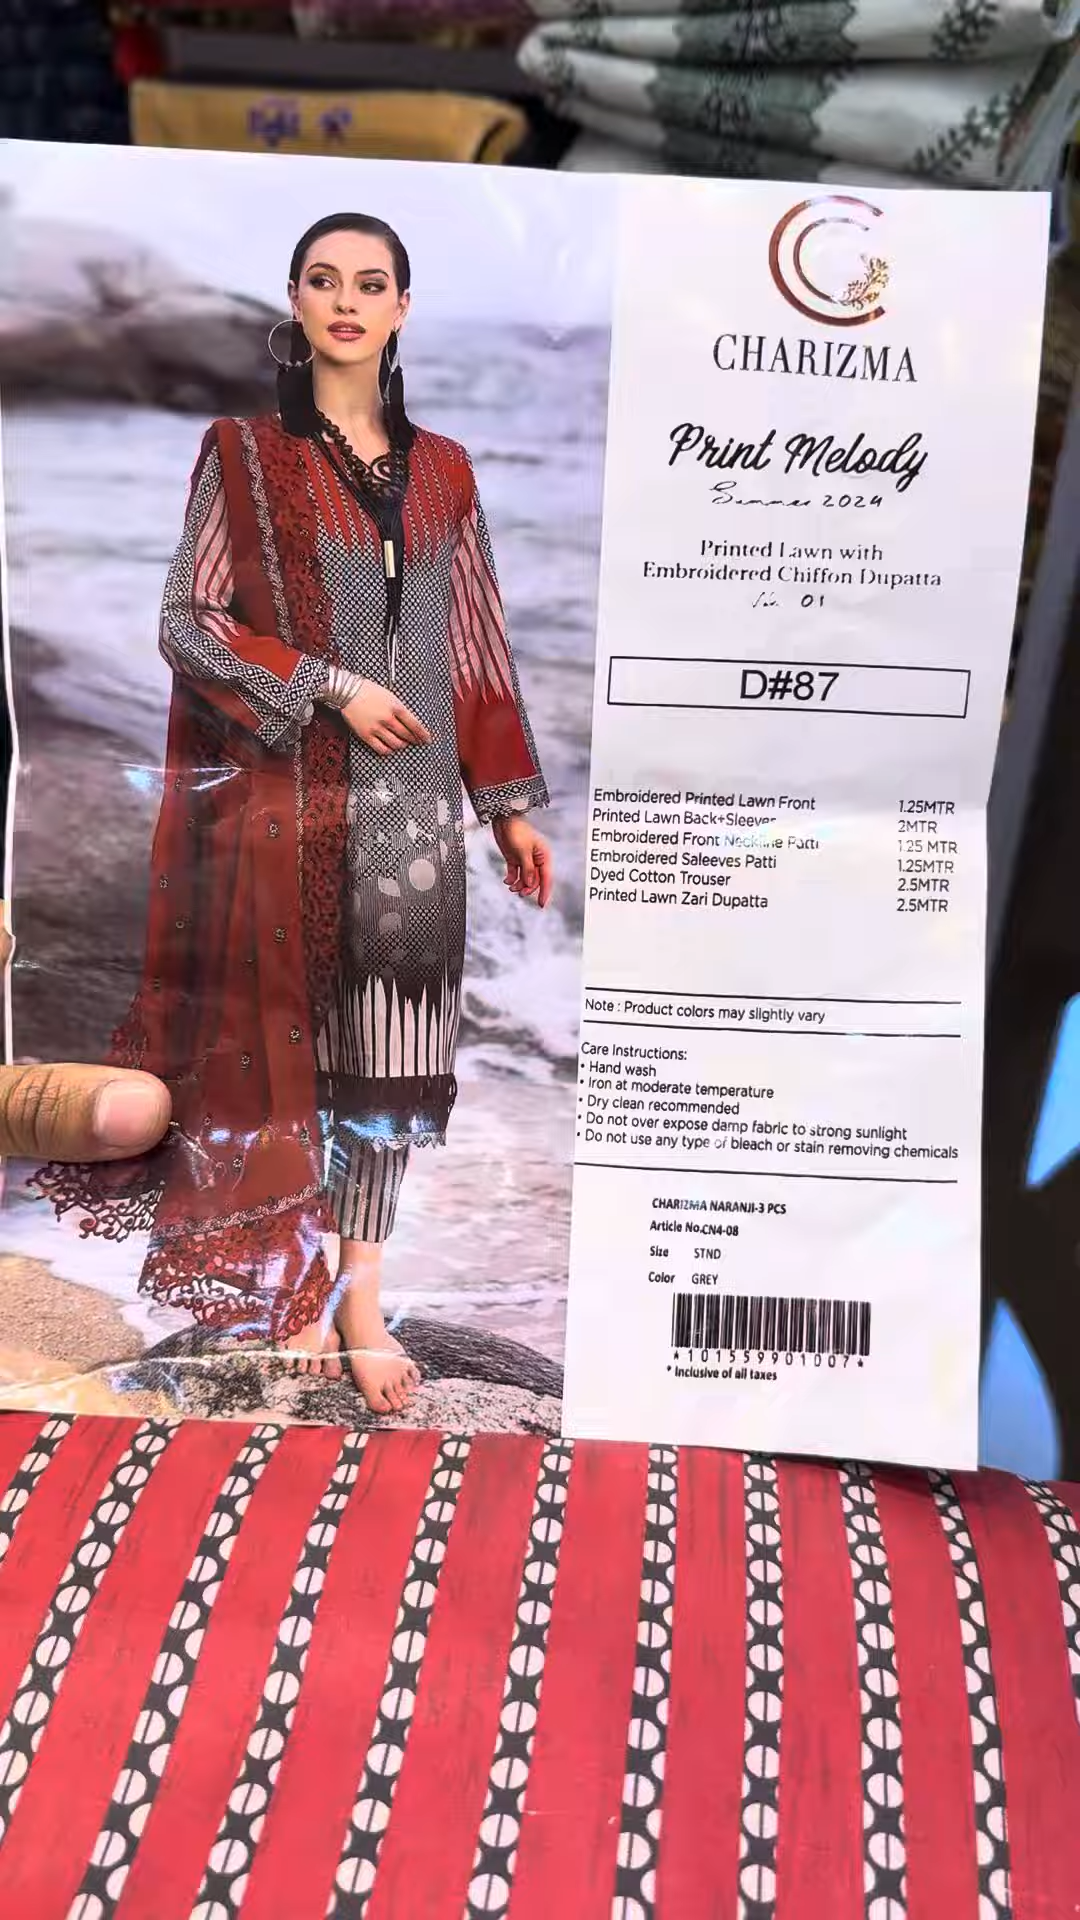 CHARIZMA
Print Melody
Summer 2024
Printed Lawn with
Embroidered Chiffon Dupatta
Vol. 01
D#87
Embroidered Printed Lawn Front 1.25MTR
Printed Lawn Back+Sleeves 2MTR
Embroidered Front Neckline Patti 1.25 MTR
Embroidered Saleeves Patti 1.25MTR
Dyed Cotton Trouser 2.5MTR
Printed Lawn Zari Dupatta 2.5MTR
Note : Product colors may slightly vary
Care Instructions:
• Hand wash
• Iron at moderate temperature
• Dry clean recommended
• Do not over expose damp fabric to strong sunlight
• Do not use any type of bleach or stain removing chemicals
CHARIZMA NARANJI-3 PCS
Article No.CN4-08
Size STND
Color GREY
*101559901007*
* Inclusive of all taxes